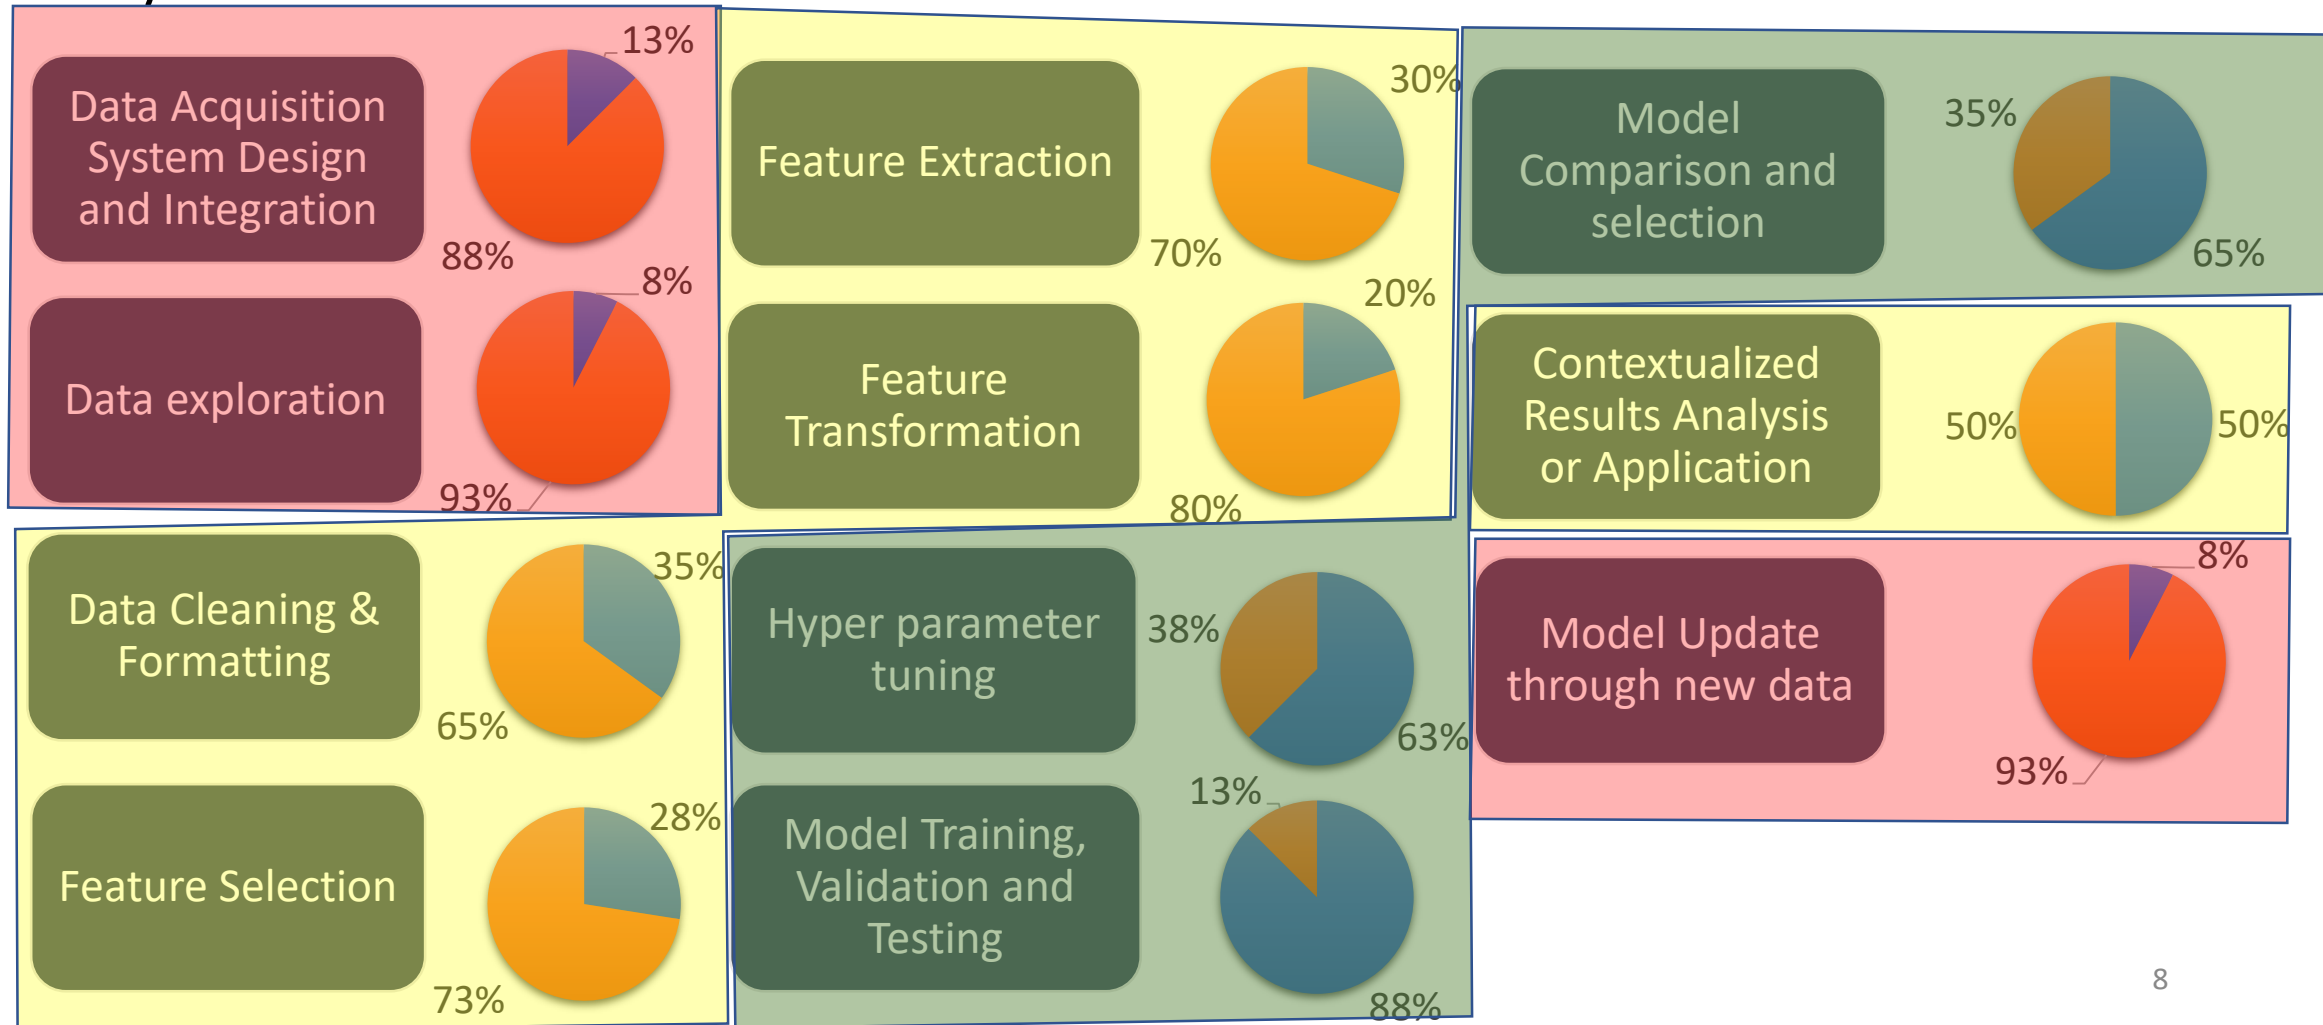 Data Acquisition
System Design
and Integration
13%
88%
Data exploration
8%
93%
Data Cleaning &
Formatting
35%
65%
Feature Selection
28%
73%
Feature Extraction
30%
70%
Feature
Transformation
20%
80%
Hyper parameter
tuning
38%
63%
Model Training,
Validation and
Testing
13%
88%
Model
Comparison and
selection
35%
65%
Contextualized
Results Analysis
or Application
50%
50%
Model Update
through new data
8%
93%
8